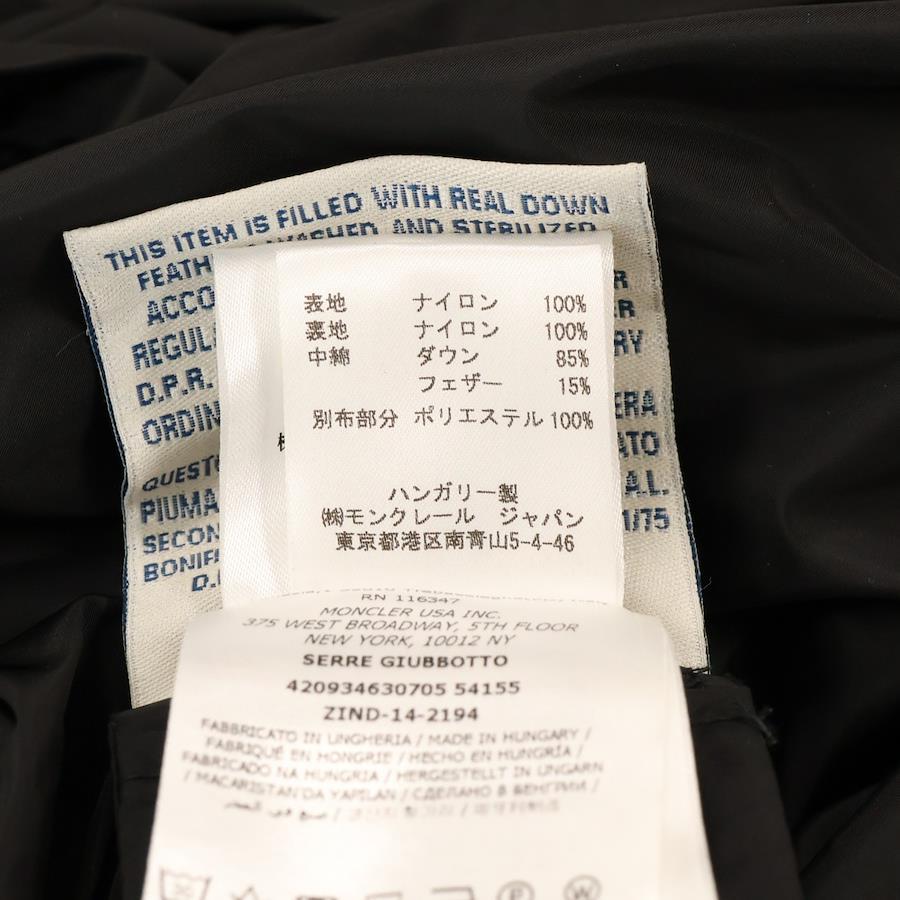 THIS ITEM IS FILLED WITH REAL DOWN
WASHED AND STERILIZED
D.P.R.
QUESTO
PIUMA
A.L.
D.
表地 ナイロン 100%
裏地 ナイロン 100%
中綿 ダウン 85%
フェザー 15%
別布部分 ポリエステル 100%
ハンガリー製
㈱モンクレール ジャパン
東京都港区南青山5-4-46
RN 116347
MONCLER USA INC.
375 WEST BROADWAY, 5TH FLOOR
NEW YORK, 10012 NY
SERRE GIUBBOTTO
420934630705 54155
ZIND-14-2194
FABBRICATO IN UNGHERIA / MADE IN HUNGARY /
FABRIQUÉ EN HONGRIE / HECHO EN HUNGRÍA /
FABRICADO NA HUNGRIA / HERGESTELLT IN UNGARN
/ MACARISTAN'DA YAPILAN / СДЕЛАНО В ВЕНГРИИ /
صنع في المجر /
P
W